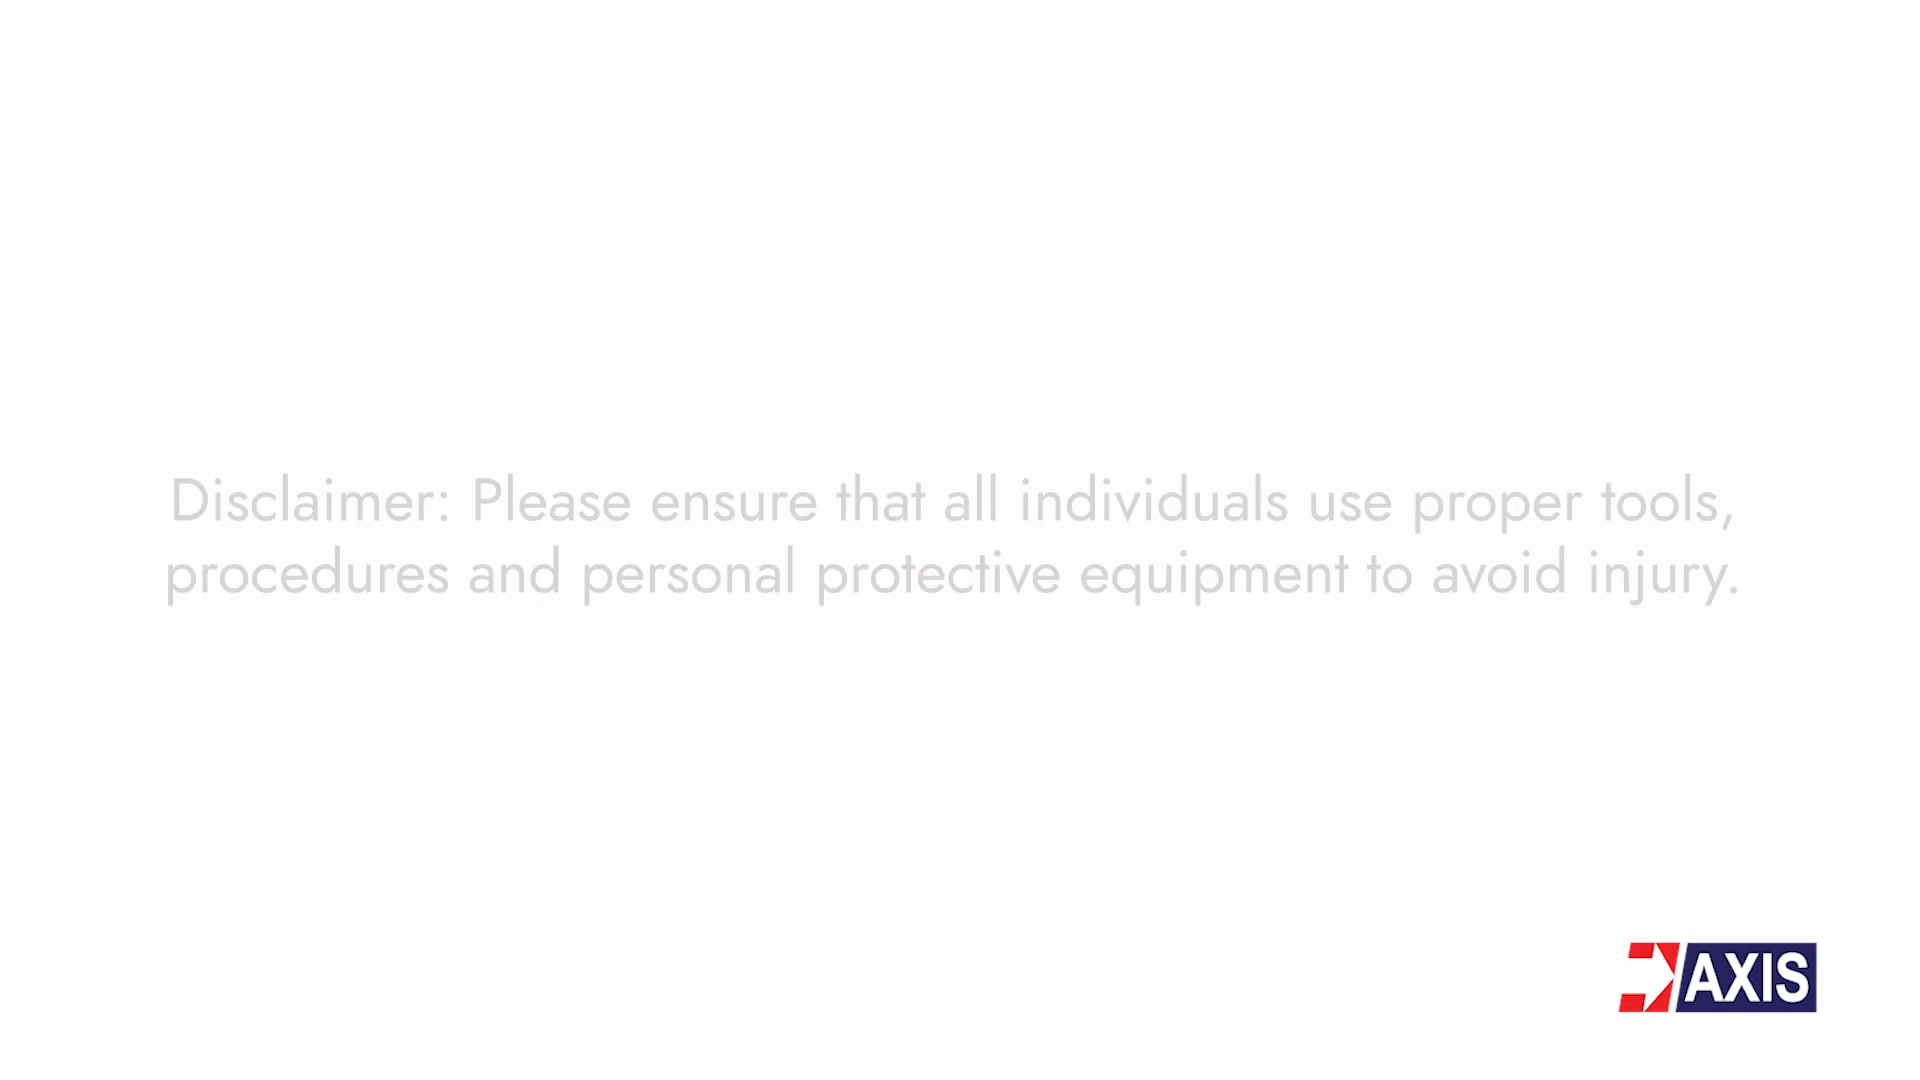 Disclaimer: Please ensure that all individuals use proper tools,
procedures and personal protective equipment to avoid injury.
AXIS